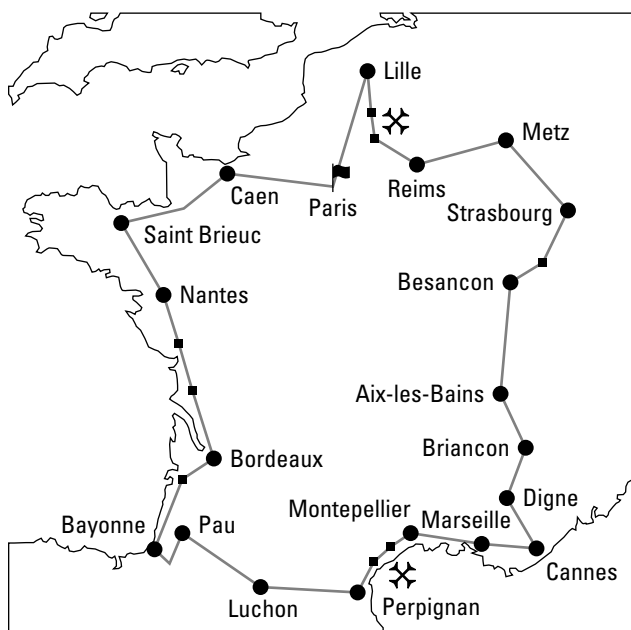 Lille
Metz
Reims
Caen
Paris
Strasbourg
Saint Brieuc
Besancon
Nantes
Aix-les-Bains
Briancon
Bordeaux
Digne
Montepellier
Marseille
Bayonne
Pau
Cannes
Luchon
Perpignan